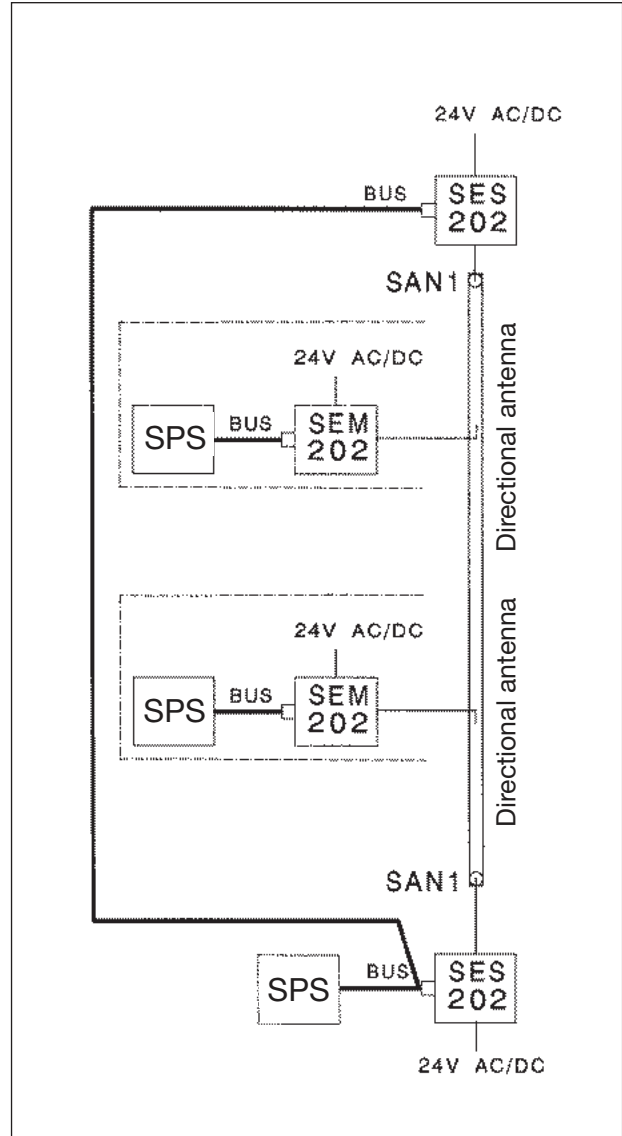 24V AC/DC
BUS
SES
202
SAN1
Directional antenna
24V AC/DC
SPS
BUS
SEM
202
24V AC/DC
SPS
BUS
SEM
202
Directional antenna
SAN1
SPS
BUS
SES
202
24V AC/DC